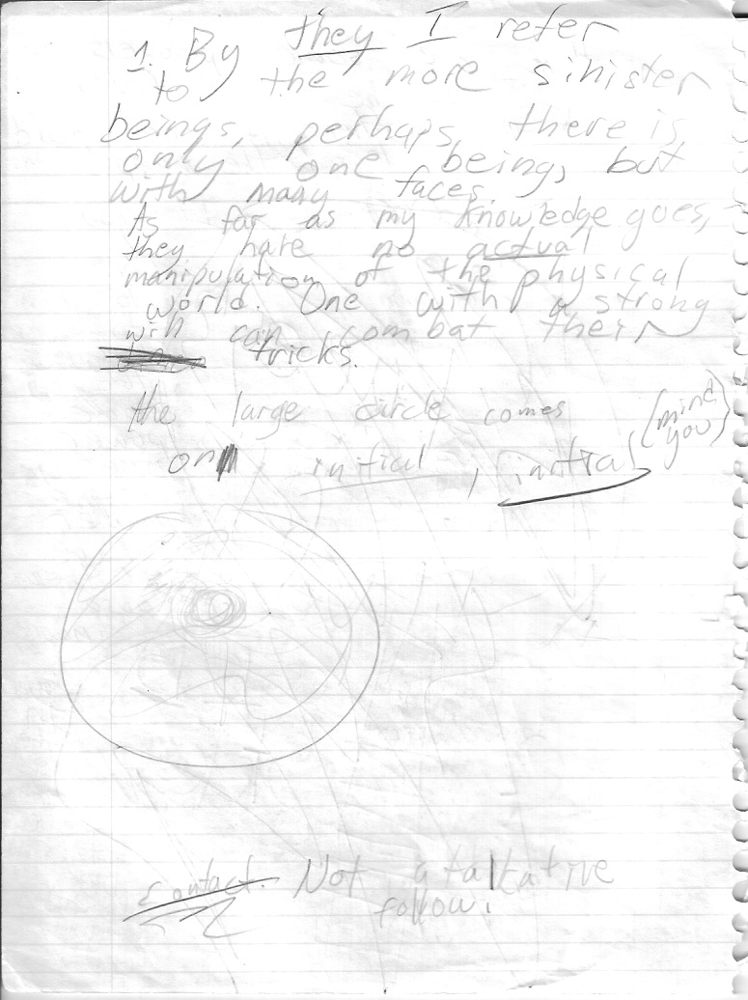 1. By they I refer
to the more sinister
beings, perhaps there is
only one being, but
with many faces.
As far as my knowledge goes,
they have no actual
manipulation of the physical
world. One with a strong
will can combat their
tricks.
the large circle comes (mind
you)
on initial, initial
contact. Not a talkative
fellow.